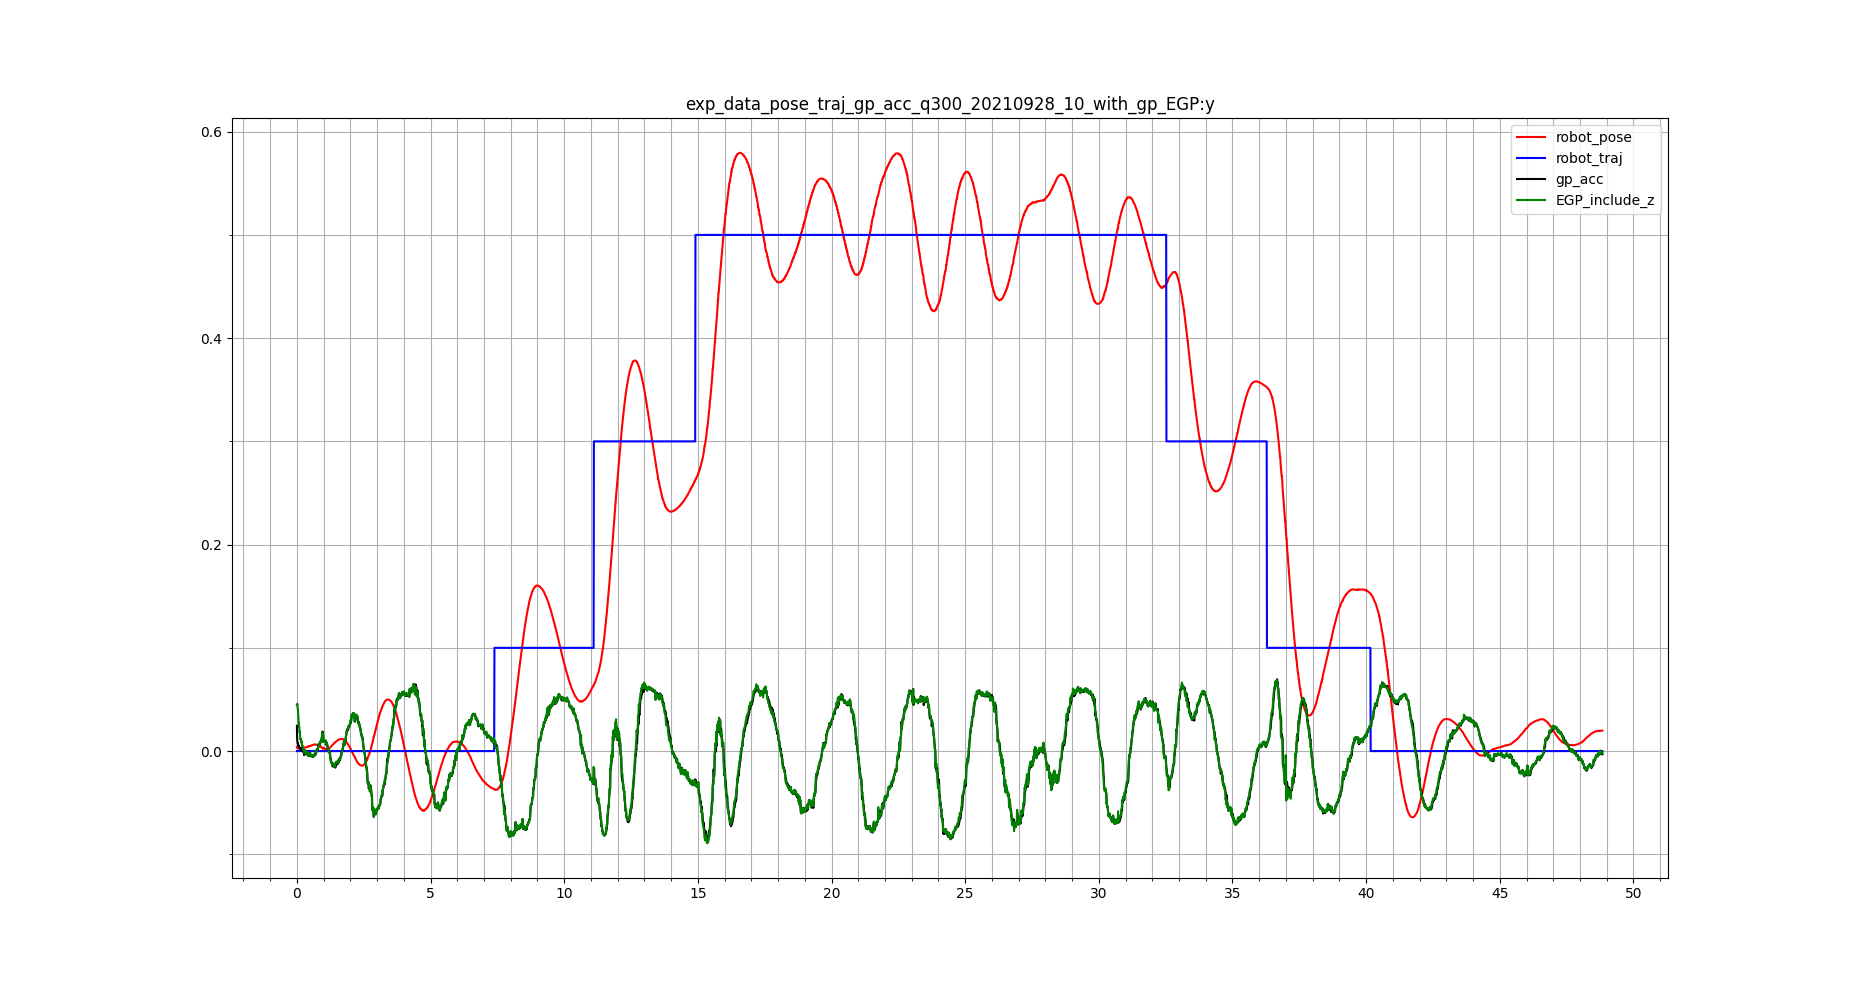 exp_data_pose_traj_gp_acc_q300_20210928_10_with_gp_EGP:y
robot_pose
robot_traj
gp_acc
EGP_include_z
0.6
0.4
0.2
0.0
0 5 10 15 20 25 30 35 40 45 50